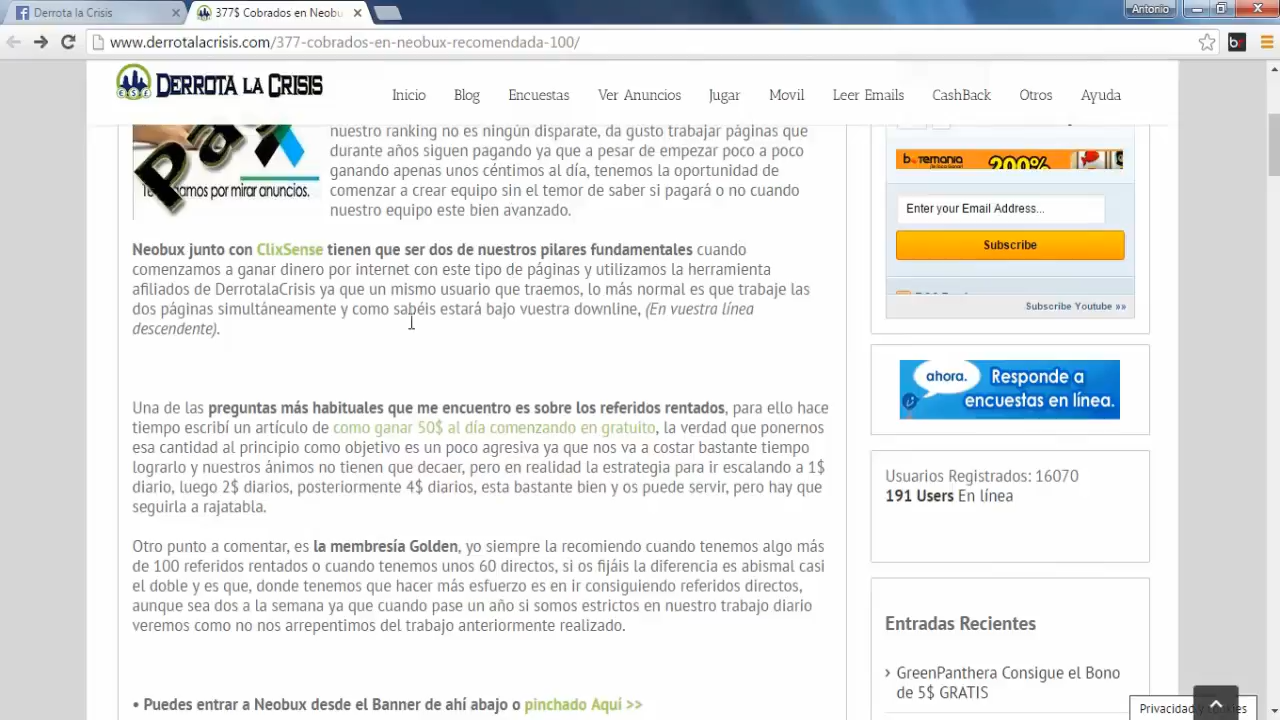 Derrota la Crisis
377$ Cobrados en Neobu
Antonio
www.derrotalacrisis.com/377-cobrados-en-neobux-recomendada-100/
DERROTA LA CRISIS
Inicio Blog Encuestas Ver Anuncios Jugar Movil Leer Emails CashBack Otros Ayuda
nuestro ranking no es ningún disparate, da gusto trabajar páginas que
durante años siguen pagando ya que a pesar de empezar poco a poco
ganando apenas unos céntimos al día, tenemos la oportunidad de
comenzar a crear equipo sin el temor de saber si pagará o no cuando
nuestro equipo este bien avanzado.
por mirar anuncios.
Neobux junto con ClixSense tienen que ser dos de nuestros pilares fundamentales cuando
comenzamos a ganar dinero por internet con este tipo de páginas y utilizamos la herramienta
afiliados de DerrotalaCrisis ya que un mismo usuario que traemos, lo más normal es que trabaje las
dos páginas simultáneamente y como sabéis estará bajo vuestra downline, (En vuestra línea
descendente).
Una de las preguntas más habituales que me encuentro es sobre los referidos rentados, para ello hace
tiempo escribí un artículo de como ganar 50$ al día comenzando en gratuito, la verdad que ponernos
esa cantidad al principio como objetivo es un poco agresiva ya que nos va a costar bastante tiempo
lograrlo y nuestros ánimos no tienen que decaer, pero en realidad la estrategia para ir escalando a 1$
diario, luego 2$ diarios, posteriormente 4$ diarios, esta bastante bien y os puede servir, pero hay que
seguirla a rajatabla.
Otro punto a comentar, es la membresía Golden, yo siempre la recomiendo cuando tenemos algo más
de 100 referidos rentados o cuando tenemos unos 60 directos, si os fijáis la diferencia es abismal casi
el doble y es que, donde tenemos que hacer más esfuerzo es en ir consiguiendo referidos directos,
aunque sea dos a la semana ya que cuando pase un año si somos estrictos en nuestro trabajo diario
veremos como no nos arrepentimos del trabajo anteriormente realizado.
• Puedes entrar a Neobux desde el Banner de ahí abajo o pinchado Aquí >>
200%
Enter your Email Address...
Subscribe
Subscribe Youtube »»
ahora. Responde a
encuestas en línea.
Usuarios Registrados: 16070
191 Users En línea
Entradas Recientes
› GreenPanthera Consigue el Bono
de 5$ GRATIS